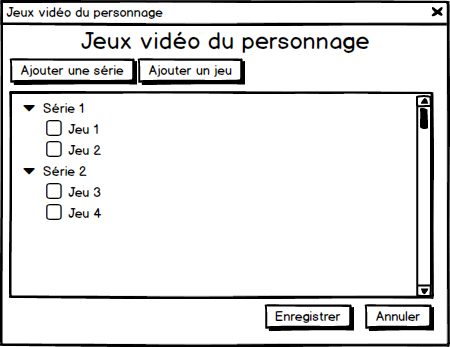 Jeux vidéo du personnage
Jeux vidéo du personnage
Ajouter une série Ajouter un jeu
Série 1
Jeu 1
Jeu 2
Série 2
Jeu 3
Jeu 4
Enregistrer Annuler